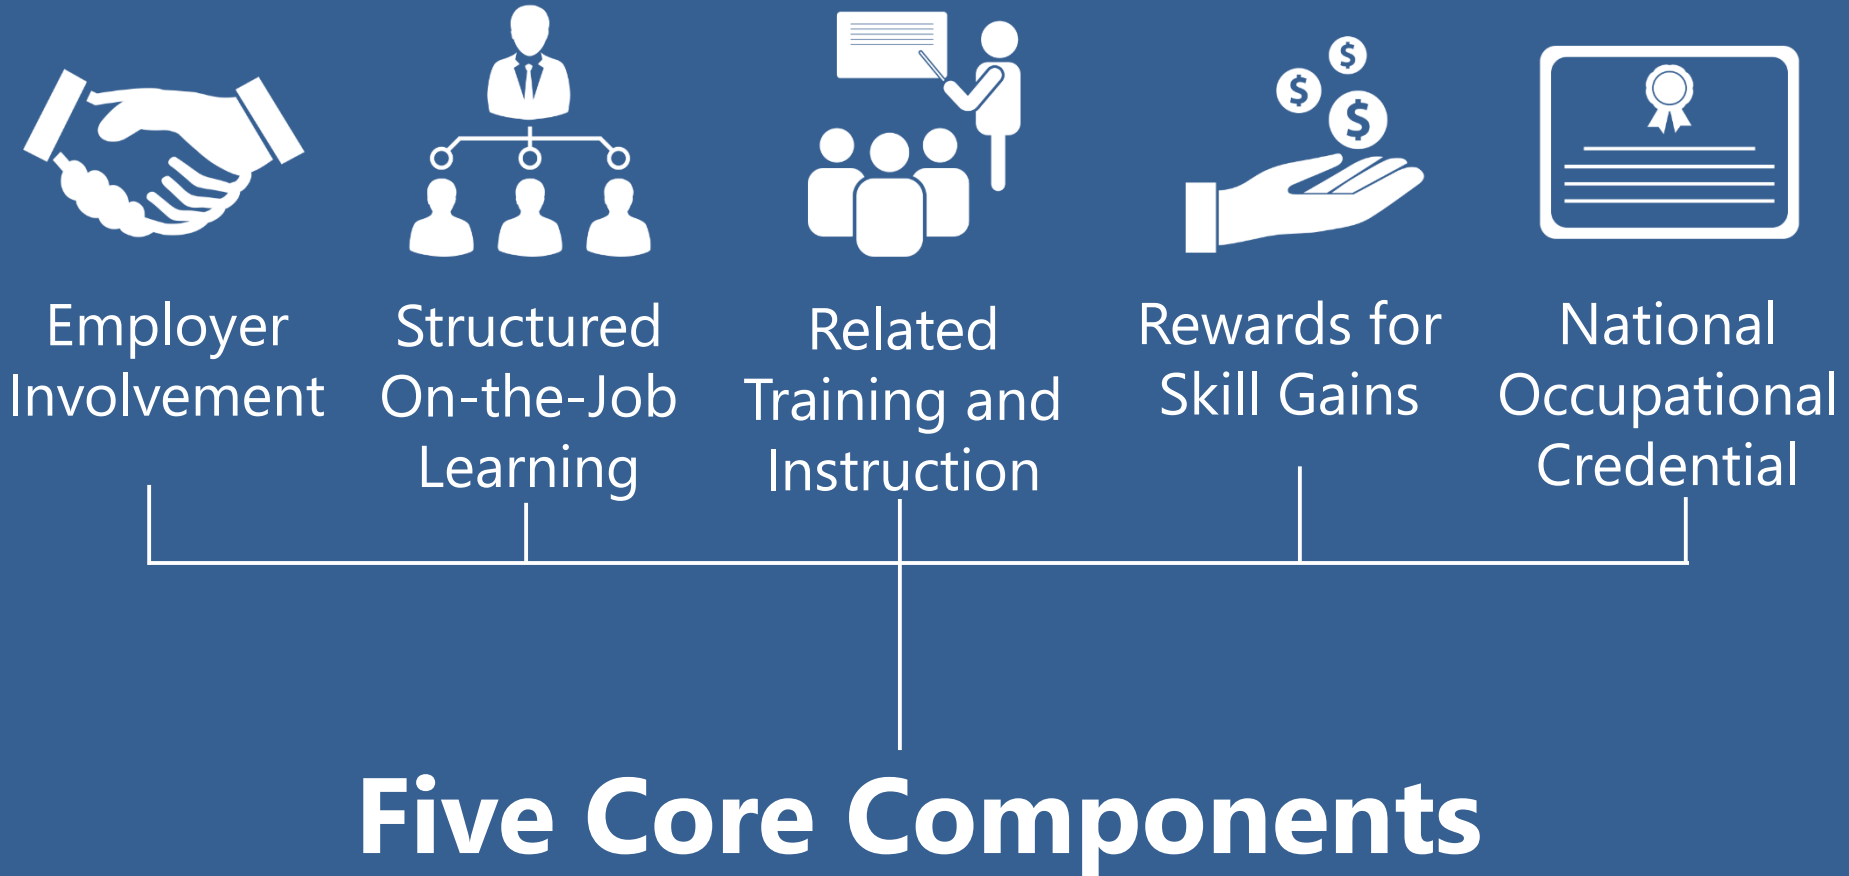 $
$
$
Employer
Involvement
Structured
On-the-Job
Learning
Related
Training and
Instruction
Rewards for
Skill Gains
National
Occupational
Credential
Five Core Components